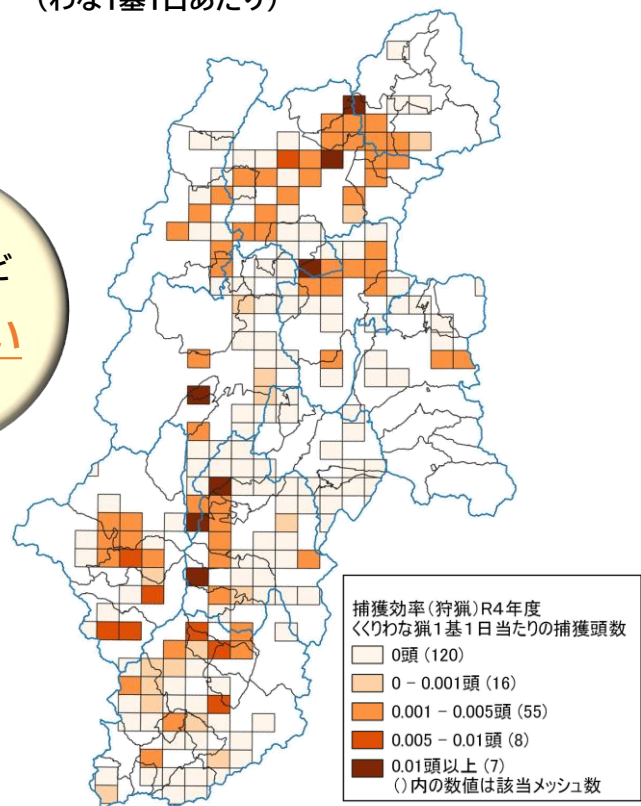 (わな1基1日あたり)
ど
い
捕獲効率(狩猟)R4年度
くくりわな猟1基1日当たりの捕獲頭数
0頭(120)
0 - 0.001頭(16)
0.001 - 0.005頭(55)
0.005 - 0.01頭(8)
0.01頭以上(7)
()内の数値は該当メッシュ数